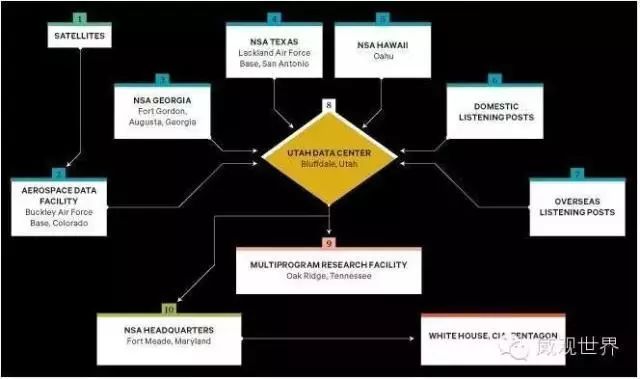 1
SATELLITES
2
AEROSPACE DATA
FACILITY
Buckley Air Force
Base, Colorado
3
NSA GEORGIA
Fort Gordon,
Augusta, Georgia
4
NSA TEXAS
Lackland Air Force
Base, San Antonio
5
NSA HAWAII
Oahu
6
DOMESTIC
LISTENING POSTS
7
OVERSEAS
LISTENING POSTS
8
UTAH DATA CENTER
Bluffdale, Utah
9
MULTIPROGRAM RESEARCH FACILITY
Oak Ridge, Tennessee
10
NSA HEADQUARTERS
Fort Meade, Maryland
WHITE HOUSE, CIA, PENTAGON
威观世界